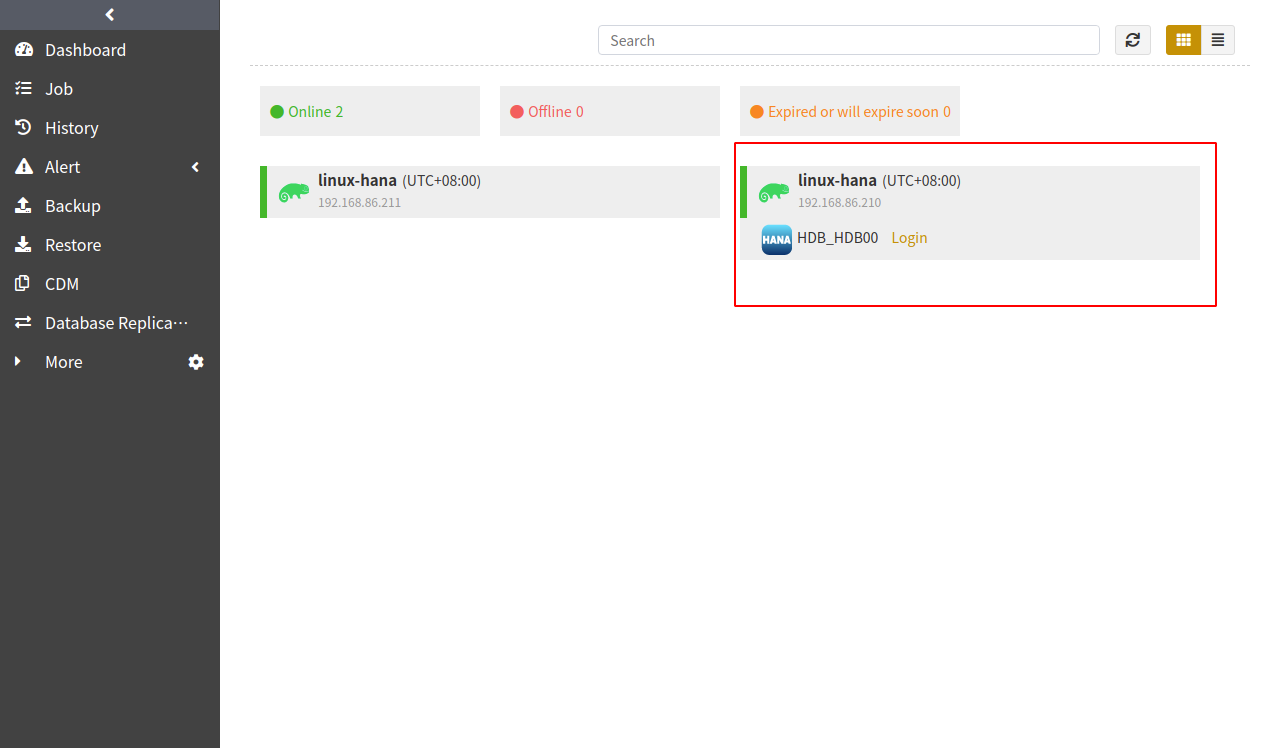 Dashboard
Job
History
Alert
Backup
Restore
CDM
Database Replica···
More
Search
Online 2
Offline 0
Expired or will expire soon 0
linux-hana (UTC+08:00)
192.168.86.211
linux-hana (UTC+08:00)
192.168.86.210
HANA HDB_HDB00 Login